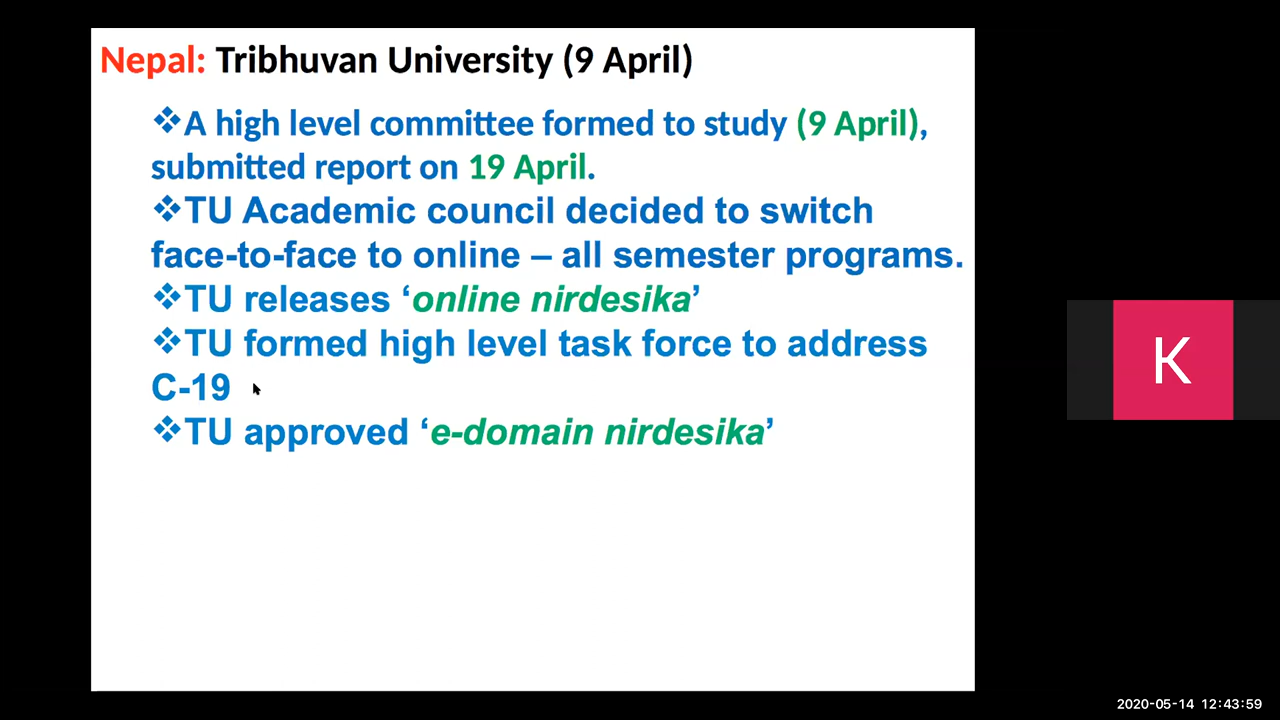 Nepal: Tribhuvan University (9 April)
❖A high level committee formed to study (9 April),
submitted report on 19 April.
❖TU Academic council decided to switch
face-to-face to online – all semester programs.
❖TU releases ‘online nirdesika’
❖TU formed high level task force to address
C-19
❖TU approved ‘e-domain nirdesika’
K
2020-05-14 12:43:59